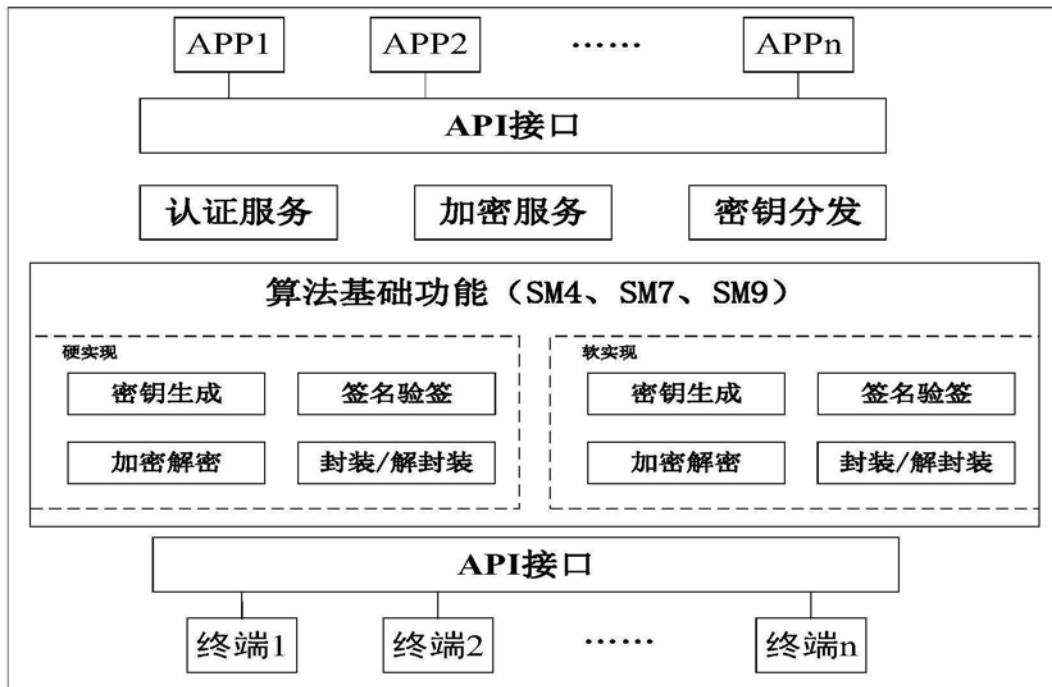 APP1 APP2 …… APPn
API接口
认证服务 加密服务 密钥分发
算法基础功能（SM4、SM7、SM9）
硬实现 软实现
密钥生成 签名验签 密钥生成 签名验签
加密解密 封装/解封装 加密解密 封装/解封装
API接口
终端1 终端2 …… 终端n